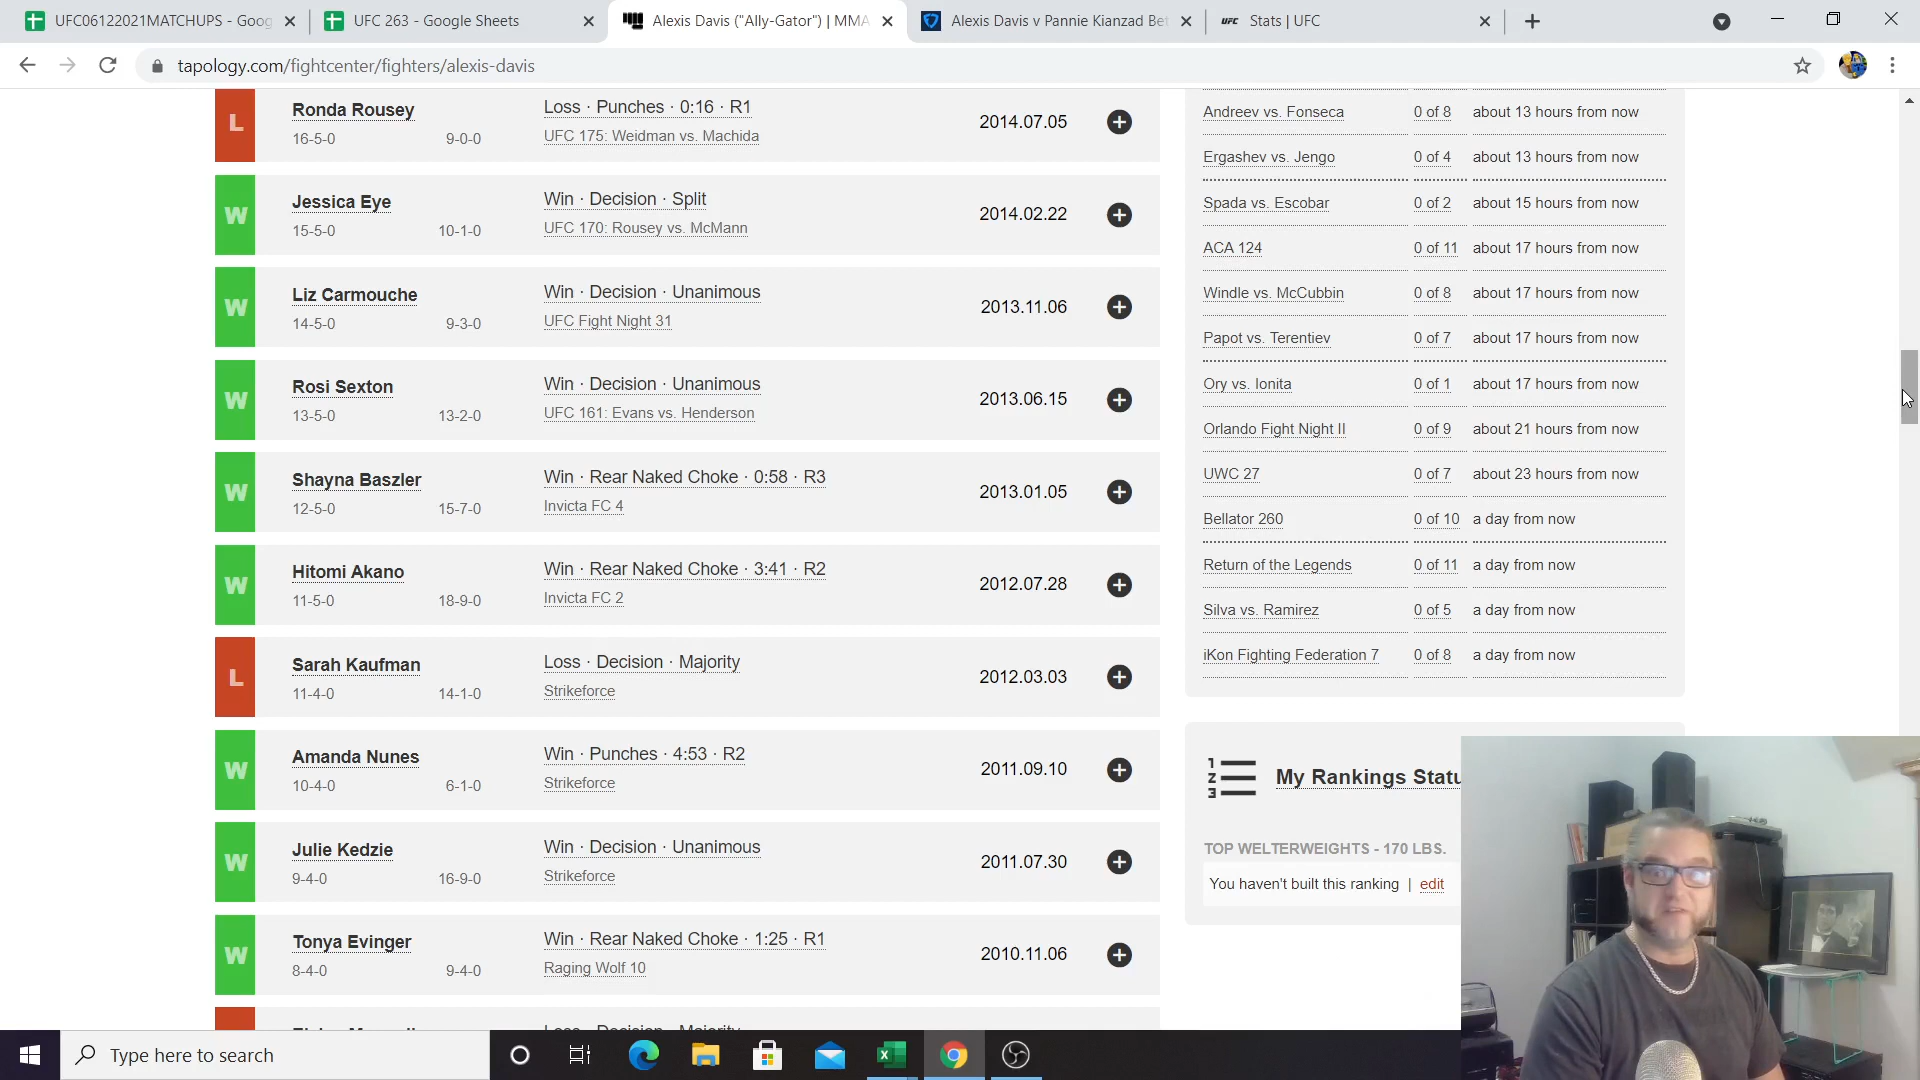 UFC06122021MATCHUPS - Goog
UFC 263 - Google Sheets
Alexis Davis ("Ally-Gator") | MMA
Alexis Davis v Pannie Kianzad Bet
UFC Stats | UFC
tapology.com/fightcenter/fighters/alexis-davis
L
Ronda Rousey
16-5-0 9-0-0
Loss · Punches · 0:16 · R1
UFC 175: Weidman vs. Machida
2014.07.05
W
Jessica Eye
15-5-0 10-1-0
Win · Decision · Split
UFC 170: Rousey vs. McMann
2014.02.22
W
Liz Carmouche
14-5-0 9-3-0
Win · Decision · Unanimous
UFC Fight Night 31
2013.11.06
W
Rosi Sexton
13-5-0 13-2-0
Win · Decision · Unanimous
UFC 161: Evans vs. Henderson
2013.06.15
W
Shayna Baszler
12-5-0 15-7-0
Win · Rear Naked Choke · 0:58 · R3
Invicta FC 4
2013.01.05
W
Hitomi Akano
11-5-0 18-9-0
Win · Rear Naked Choke · 3:41 · R2
Invicta FC 2
2012.07.28
L
Sarah Kaufman
11-4-0 14-1-0
Loss · Decision · Majority
Strikeforce
2012.03.03
W
Amanda Nunes
10-4-0 6-1-0
Win · Punches · 4:53 · R2
Strikeforce
2011.09.10
W
Julie Kedzie
9-4-0 16-9-0
Win · Decision · Unanimous
Strikeforce
2011.07.30
W
Tonya Evinger
8-4-0 9-4-0
Win · Rear Naked Choke · 1:25 · R1
Raging Wolf 10
2010.11.06
Loss · Decision · Majority
Andreev vs. Fonseca 0 of 8 about 13 hours from now
Ergashev vs. Jengo 0 of 4 about 13 hours from now
Spada vs. Escobar 0 of 2 about 15 hours from now
ACA 124 0 of 11 about 17 hours from now
Windle vs. McCubbin 0 of 8 about 17 hours from now
Papot vs. Terentiev 0 of 7 about 17 hours from now
Ory vs. Ionita 0 of 1 about 17 hours from now
Orlando Fight Night II 0 of 9 about 21 hours from now
UWC 27 0 of 7 about 23 hours from now
Bellator 260 0 of 10 a day from now
Return of the Legends 0 of 11 a day from now
Silva vs. Ramirez 0 of 5 a day from now
iKon Fighting Federation 7 0 of 8 a day from now
My Rankings Statu
TOP WELTERWEIGHTS - 170 LBS.
You haven't built this ranking | edit
Type here to search